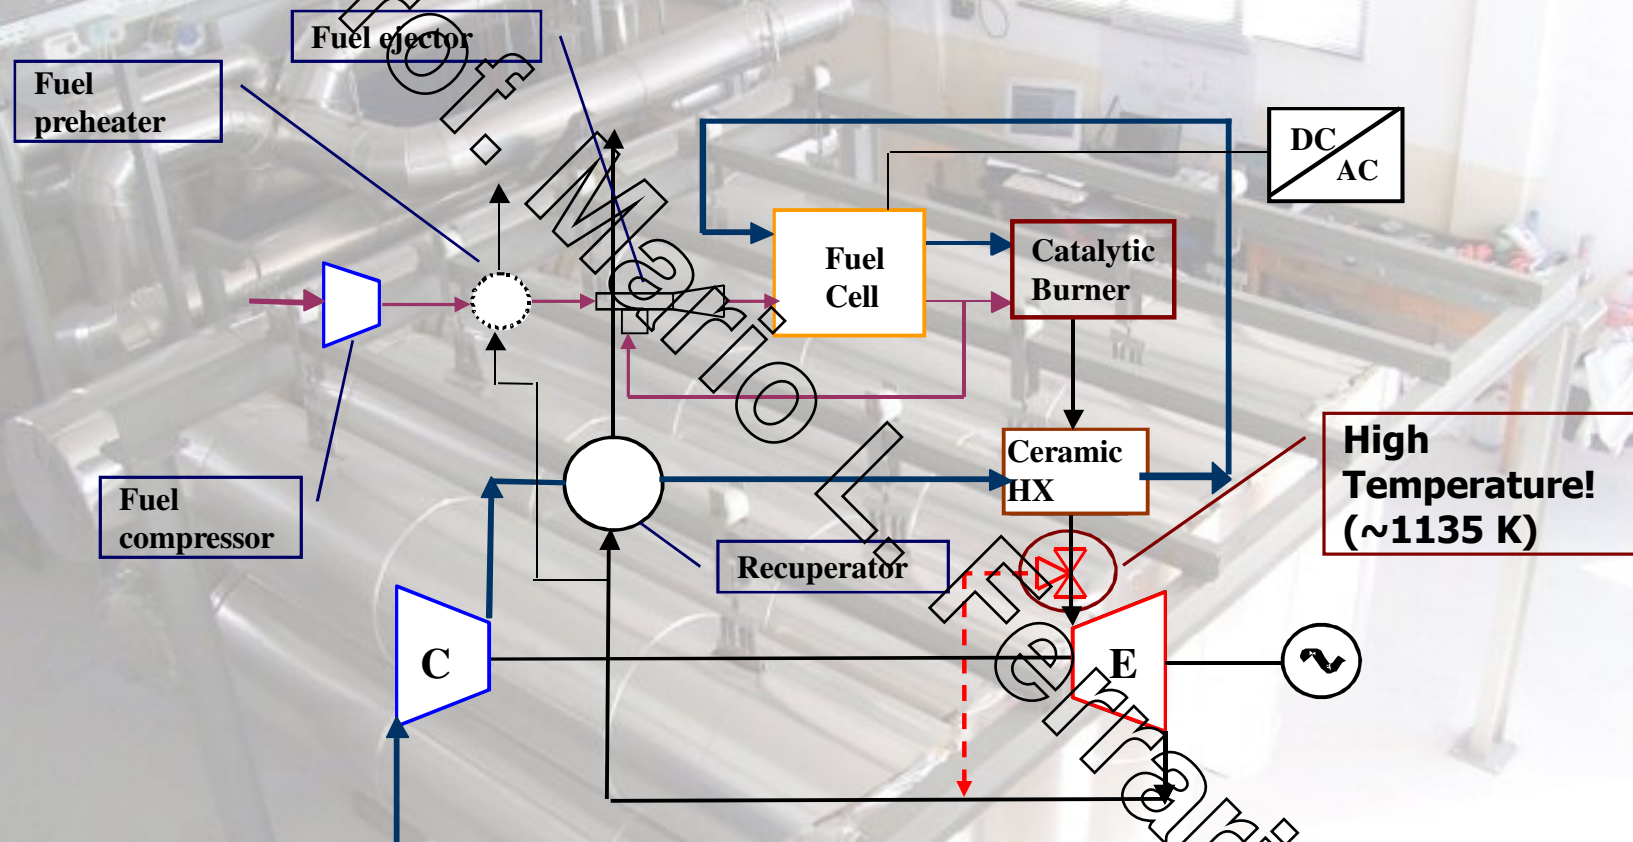 Fuel ejector
Fuel
preheater
DC
AC
Fuel
Cell
Catalytic
Burner
Ceramic
HX
High
Temperature!
(~1135 K)
Fuel
compressor
Recuperator
C
E
of. Mario L. Ferrari